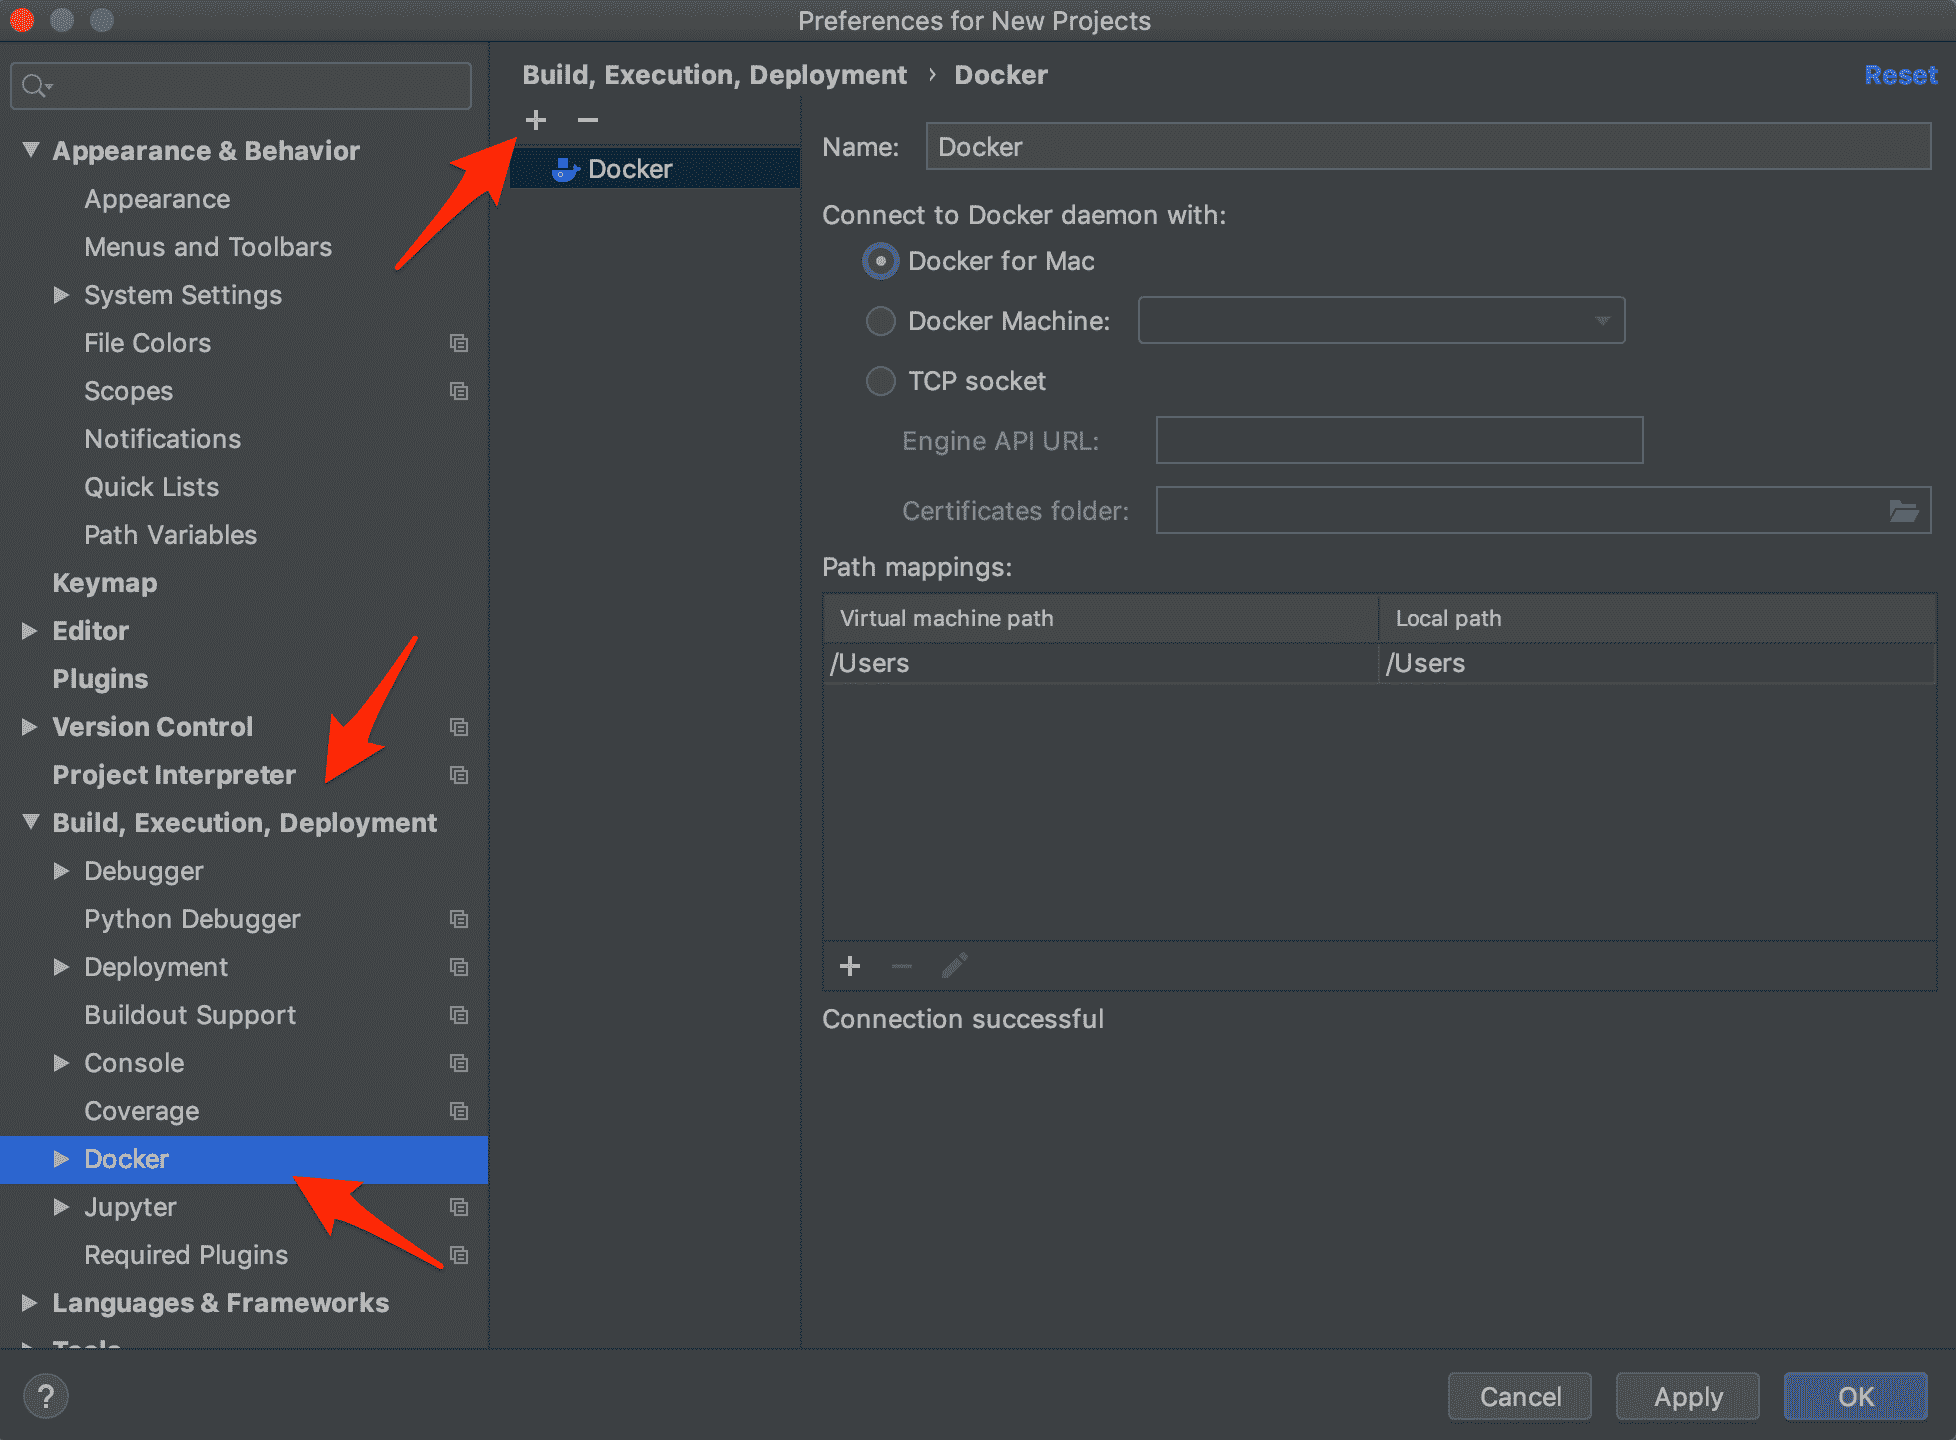 Preferences for New Projects
Appearance & Behavior
Appearance
Menus and Toolbars
System Settings
File Colors
Scopes
Notifications
Quick Lists
Path Variables
Keymap
Editor
Plugins
Version Control
Project Interpreter
Build, Execution, Deployment
Debugger
Python Debugger
Deployment
Buildout Support
Console
Coverage
Docker
Jupyter
Required Plugins
Languages & Frameworks
Tools
Build, Execution, Deployment › Docker
Reset
Docker
Name: Docker
Connect to Docker daemon with:
Docker for Mac
Docker Machine:
TCP socket
Engine API URL:
Certificates folder:
Path mappings:
Virtual machine path Local path
/Users /Users
Connection successful
?
Cancel Apply OK